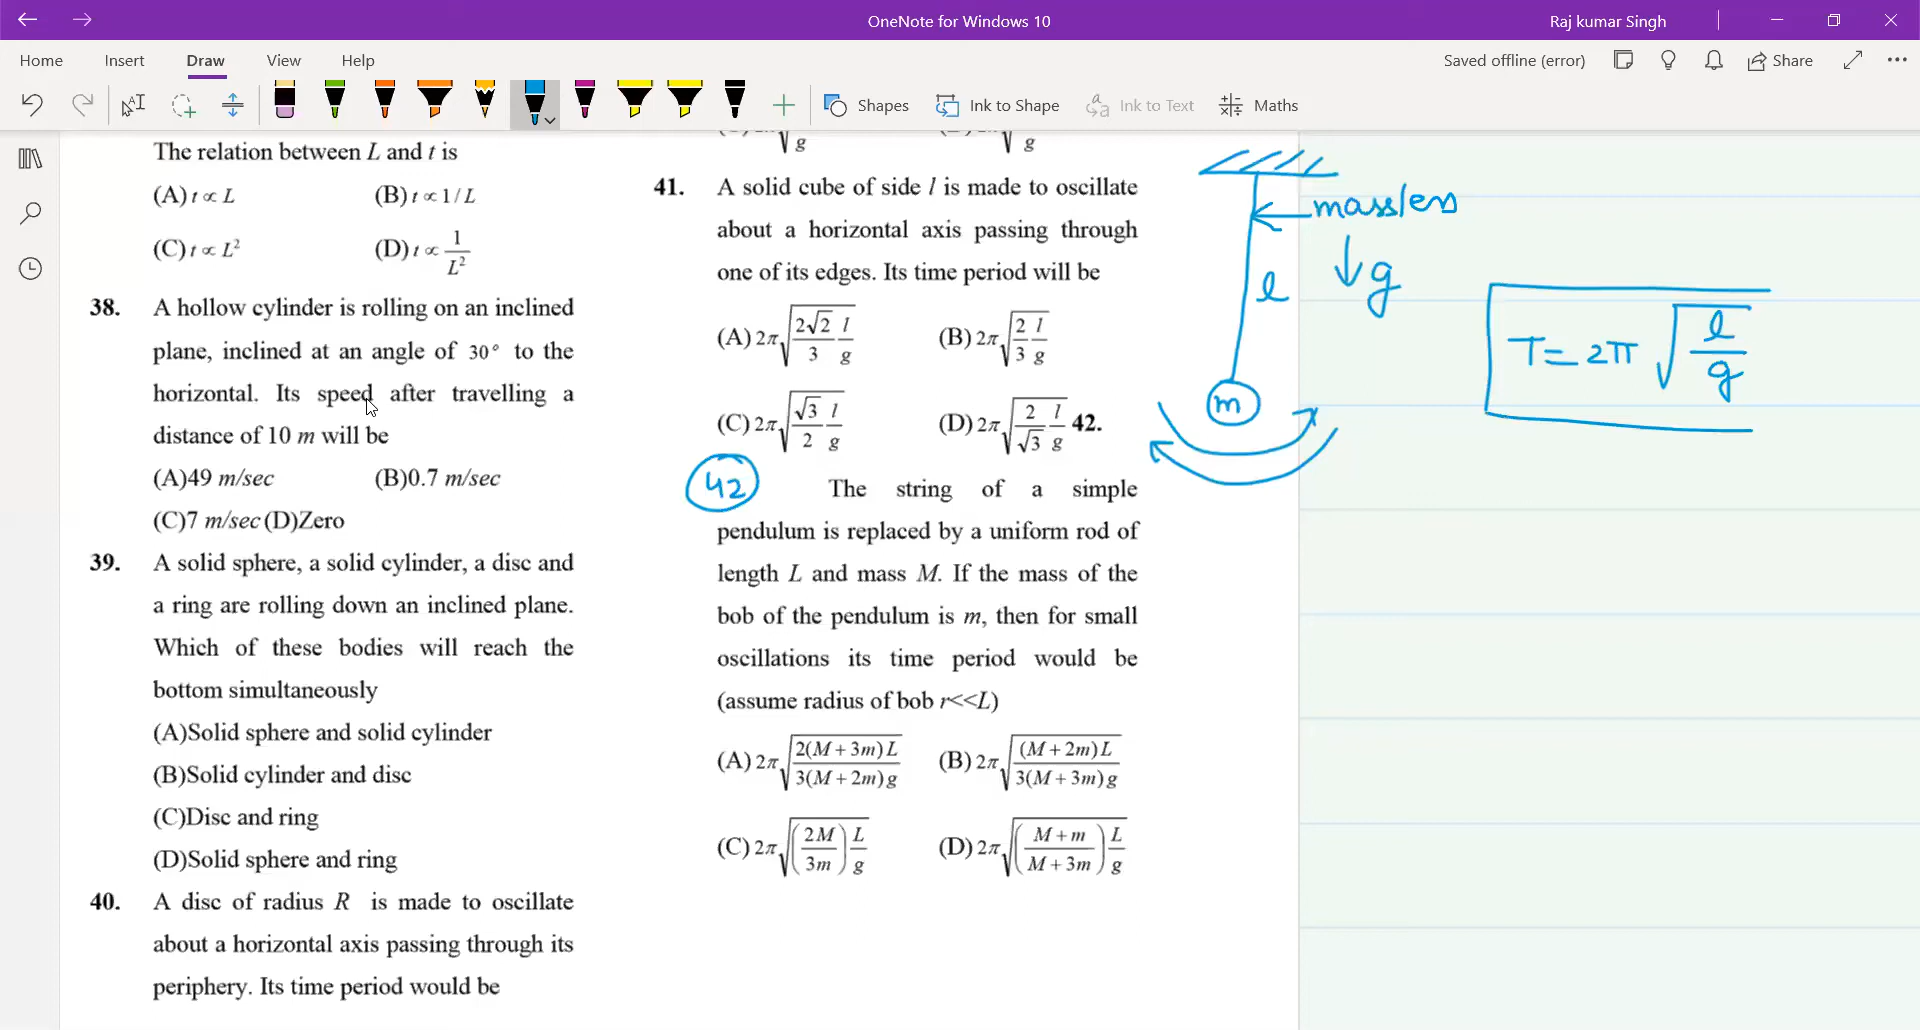 OneNote for Windows 10
Raj kumar Singh
Home Insert Draw View Help
Saved offline (error)
Share
Shapes
Ink to Shape
Ink to Text
Maths
The relation between L and t is
(A) t ∝ L (B) t ∝ 1/L
(C) t ∝ L² (D) t ∝ 1/L²
38. A hollow cylinder is rolling on an inclined
plane, inclined at an angle of 30° to the
horizontal. Its speed after travelling a
distance of 10 m will be
(A)49 m/sec (B)0.7 m/sec
(C)7 m/sec (D)Zero
39. A solid sphere, a solid cylinder, a disc and
a ring are rolling down an inclined plane.
Which of these bodies will reach the
bottom simultaneously
(A)Solid sphere and solid cylinder
(B)Solid cylinder and disc
(C)Disc and ring
(D)Solid sphere and ring
40. A disc of radius R is made to oscillate
about a horizontal axis passing through its
periphery. Its time period would be
√ g √ g
41. A solid cube of side l is made to oscillate
about a horizontal axis passing through
one of its edges. Its time period will be
(A) 2π √(2√2/3 l/g) (B) 2π √(2/3 l/g)
(C) 2π √(√3/2 l/g) (D) 2π √(2/√3 l/g) 42.
42 The string of a simple
pendulum is replaced by a uniform rod of
length L and mass M. If the mass of the
bob of the pendulum is m, then for small
oscillations its time period would be
(assume radius of bob r<<L)
(A) 2π √(2(M+3m)L/3(M+2m)g) (B) 2π √((M+2m)L/3(M+3m)g)
(C) 2π √((2M/3m) L/g) (D) 2π √((M+m/M+3m) L/g)
massless
↓g
l
m
T = 2π √(l/g)